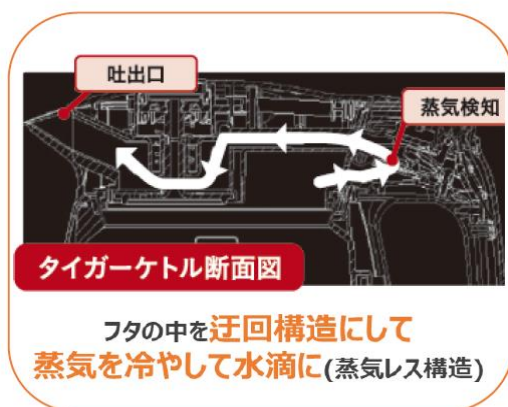 吐出口
蒸気検知
タイガーケトル断面図
フタの中を迂回構造にして
蒸気を冷やして水滴に(蒸気レス構造)